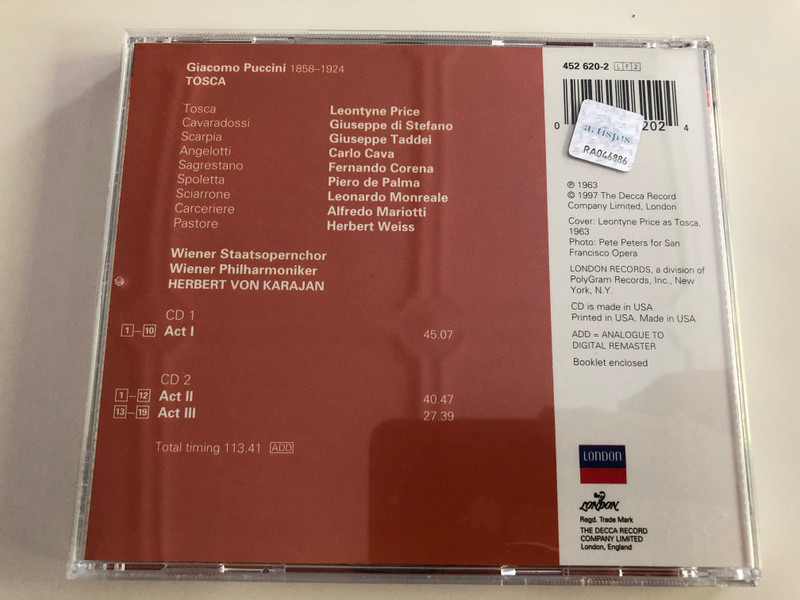 Giacomo Puccini 1858–1924
TOSCA
Tosca Leontyne Price
Cavaradossi Giuseppe di Stefano
Scarpia Giuseppe Taddei
Angelotti Carlo Cava
Sagrestano Fernando Corena
Spoletta Piero de Palma
Sciarrone Leonardo Monreale
Carceriere Alfredo Mariotti
Pastore Herbert Weiss
Wiener Staatsopernchor
Wiener Philharmoniker
HERBERT VON KARAJAN
CD 1
1–10 Act I 45.07
CD 2
1–12 Act II 40.47
13–19 Act III 27.39
Total timing 113.41 ADD
452 620-2 LF2
0 202 4
actisjus
RA046886
℗ 1963
© 1997 The Decca Record
Company Limited, London
Cover: Leontyne Price as Tosca,
1963
Photo: Pete Peters for San
Francisco Opera
LONDON RECORDS, a division of
PolyGram Records, Inc., New
York, N.Y.
CD is made in USA
Printed in USA. Made in USA
ADD = ANALOGUE TO
DIGITAL REMASTER
Booklet enclosed
LONDON
LONDON
Regd. Trade Mark
THE DECCA RECORD
COMPANY LIMITED
London, England